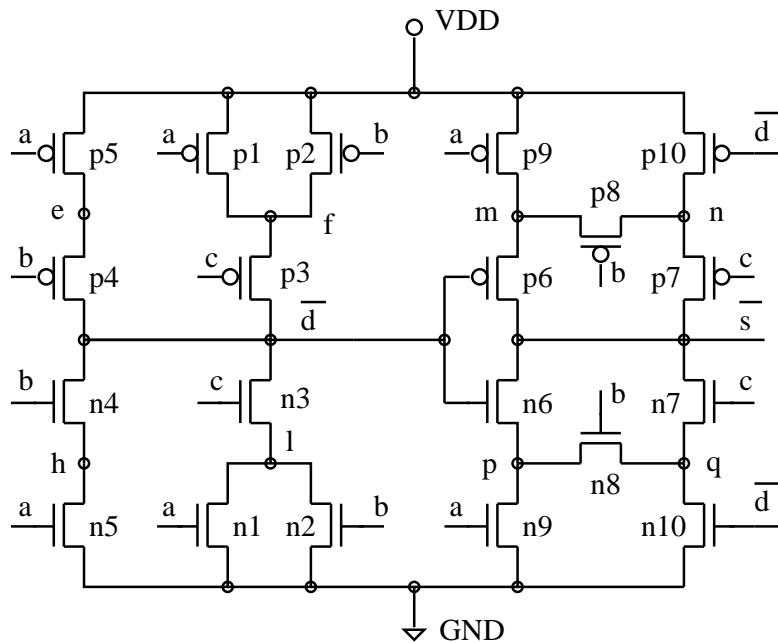 VDD
a p5 a p1 p2 b a p9 p10 d̅
p8
e f m n
b p4 c p3 p6 b p7 c
d̅ s̅
b n4 c n3 n6 b n7 c
h l p q
n8
a n5 a n1 n2 b a n9 n10 d̅
GND